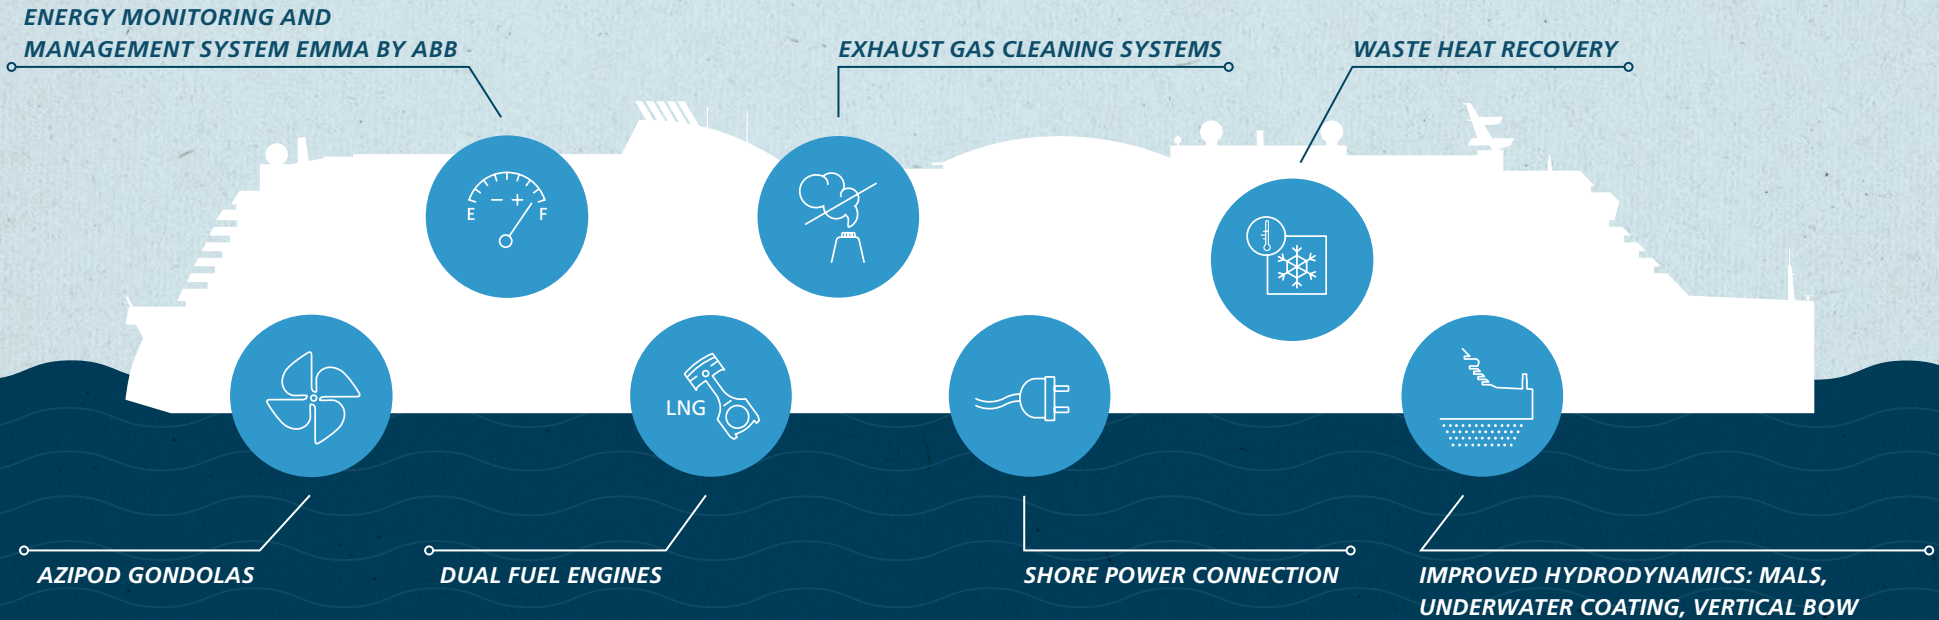 ENERGY MONITORING AND
MANAGEMENT SYSTEM EMMA BY ABB
EXHAUST GAS CLEANING SYSTEMS
WASTE HEAT RECOVERY
E − + F
LNG
AZIPOD GONDOLAS
DUAL FUEL ENGINES
SHORE POWER CONNECTION
IMPROVED HYDRODYNAMICS: MALS,
UNDERWATER COATING, VERTICAL BOW